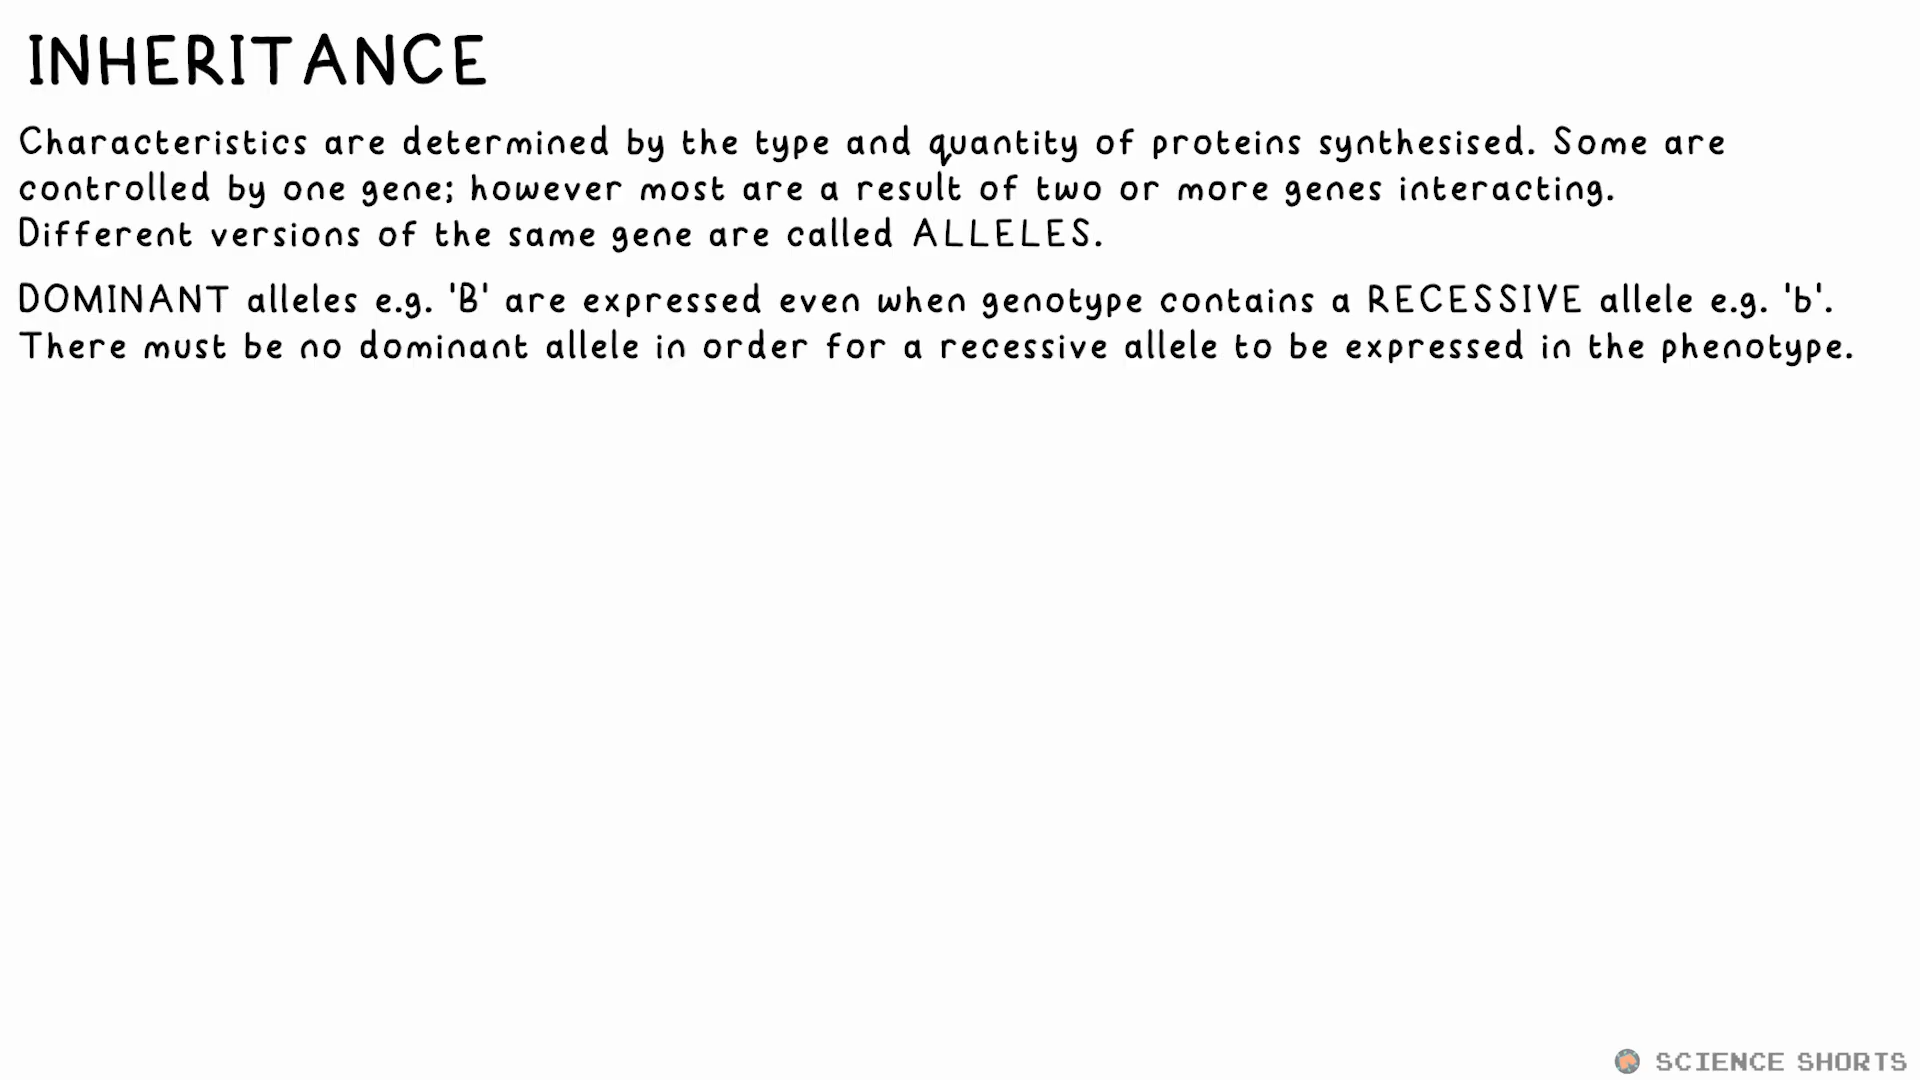 INHERITANCE
Characteristics are determined by the type and quantity of proteins synthesised. Some are
controlled by one gene; however most are a result of two or more genes interacting.
Different versions of the same gene are called ALLELES.
DOMINANT alleles e.g. 'B' are expressed even when genotype contains a RECESSIVE allele e.g. 'b'.
There must be no dominant allele in order for a recessive allele to be expressed in the phenotype.
SCIENCE SHORTS